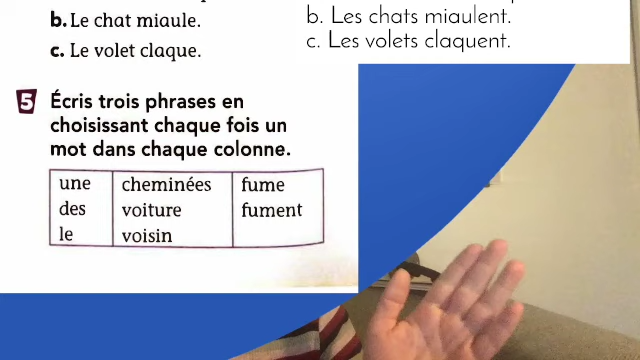 b. Le chat miaule.
c. Le volet claque.
b. Les chats miaulent.
c. Les volets claquent.
5 Écris trois phrases en
choisissant chaque fois un
mot dans chaque colonne.
une cheminées fume
des voiture fument
le voisin